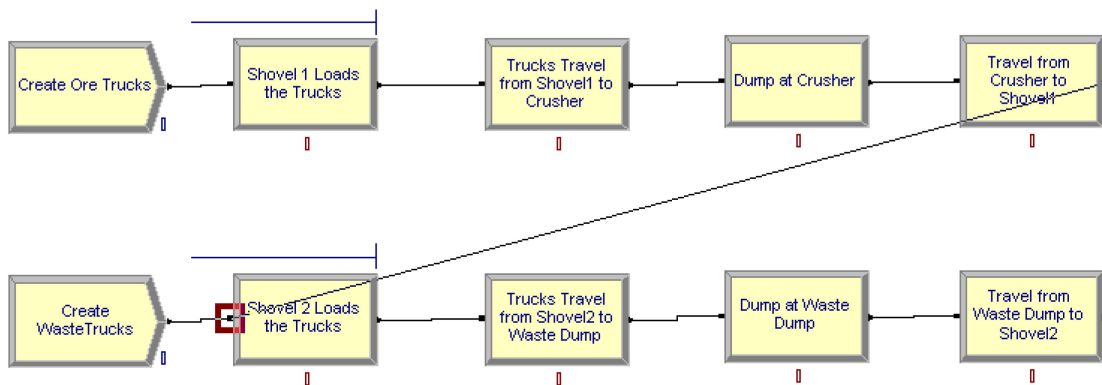 Create Ore Trucks
Shovel 1 Loads
the Trucks
Trucks Travel
from Shovel1 to
Crusher
Dump at Crusher
Travel from
Crusher to
Shovel1
Create
WasteTrucks
Shovel 2 Loads
the Trucks
Trucks Travel
from Shovel2 to
Waste Dump
Dump at Waste
Dump
Travel from
Waste Dump to
Shovel2